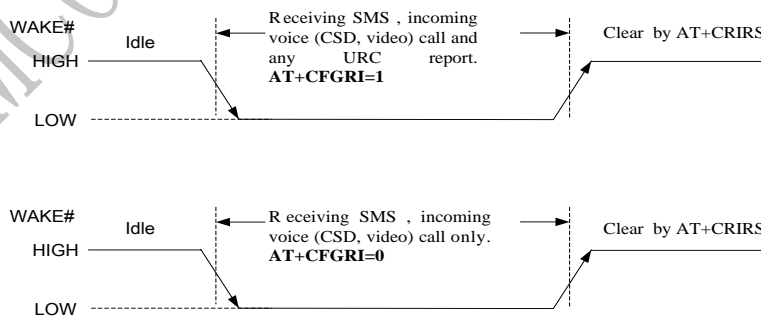 WAKE#
Idle
Receiving SMS , incoming
voice (CSD, video) call and
any URC report.
AT+CFGRI=1
Clear by AT+CRIRS
HIGH
LOW
WAKE#
Idle
Receiving SMS , incoming
voice (CSD, video) call only.
AT+CFGRI=0
Clear by AT+CRIRS
HIGH
LOW